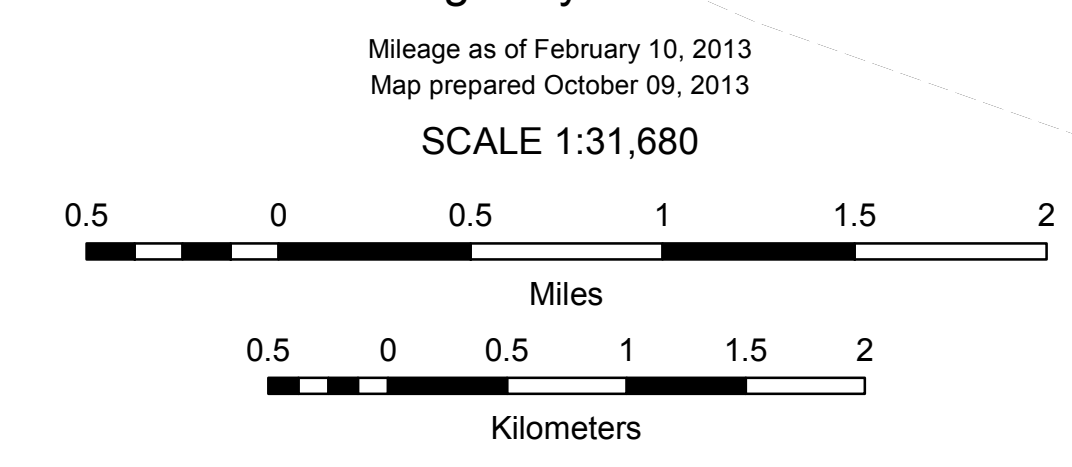 Mileage as of February 10, 2013
Map prepared October 09, 2013
SCALE 1:31,680
0.5 0 0.5 1 1.5 2
Miles
0.5 0 0.5 1 1.5 2
Kilometers